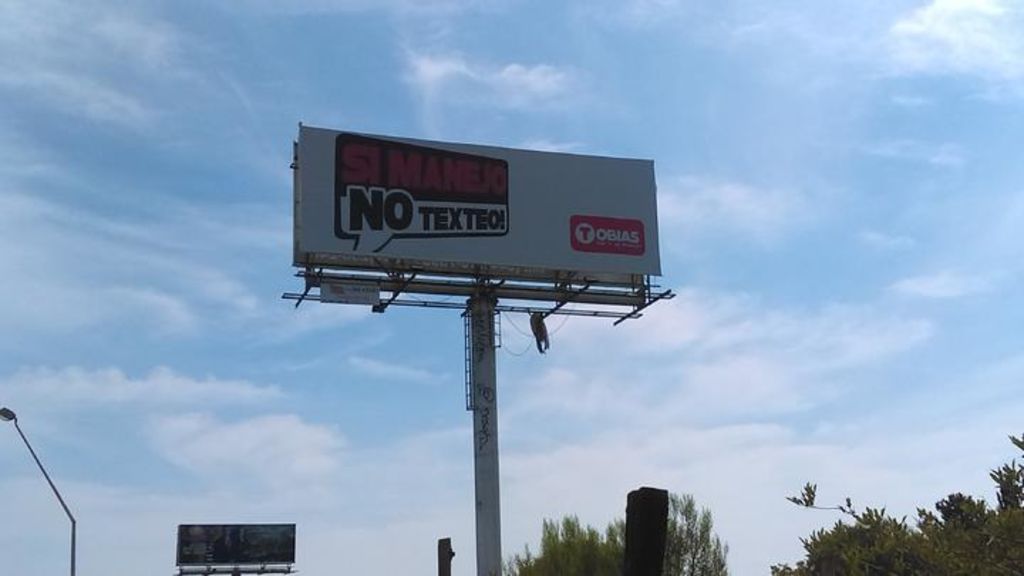 SI MANEJO
NO TEXTEO!
TOBIAS